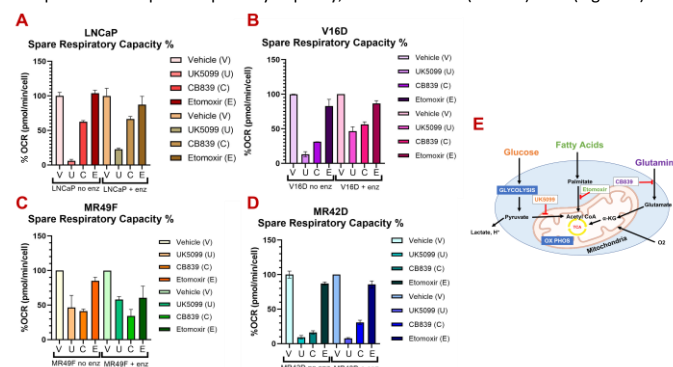 A
LNCaP
Spare Respiratory Capacity %
%OCR (pmol/min/cell)
150
100
50
0
V U C E V U C E
LNCaP no enz LNCaP + enz
Vehicle (V)
UK5099 (U)
CB839 (C)
Etomoxir (E)
Vehicle (V)
UK5099 (U)
CB839 (C)
Etomoxir (E)
B
V16D
Spare Respiratory Capacity %
%OCR (pmol/min/cell)
150
100
50
0
V U C E V U C E
V16D no enz V16D + enz
Vehicle (V)
UK5099 (U)
CB839 (C)
Etomoxir (E)
Vehicle (V)
UK5099 (U)
CB839 (C)
Etomoxir (E)
C
MR49F
Spare Respiratory Capacity %
%OCR (pmol/min/cell)
150
100
50
0
V U C E V U C E
MR49F no enz MR49F + enz
Vehicle (V)
UK5099 (U)
CB839 (C)
Etomoxir (E)
Vehicle (V)
UK5099 (U)
CB839 (C)
Etomoxir (E)
D
MR42D
Spare Respiratory Capacity %
%OCR (pmol/min/cell)
150
100
50
0
V U C E V U C E
Vehicle (V)
UK5099 (U)
CB839 (C)
Etomoxir (E)
Vehicle (V)
UK5099 (U)
CB839 (C)
Etomoxir (E)
E
Fatty Acids
Glucose
Glutamin
GLYCOLYSIS
Palmitate
CB839
Etomoxir
UK5099
Glutamate
Pyruvate
Acetyl CoA
α-KG
TCA
Lactate, H⁺
OX PHOS
Mitochondria
O2